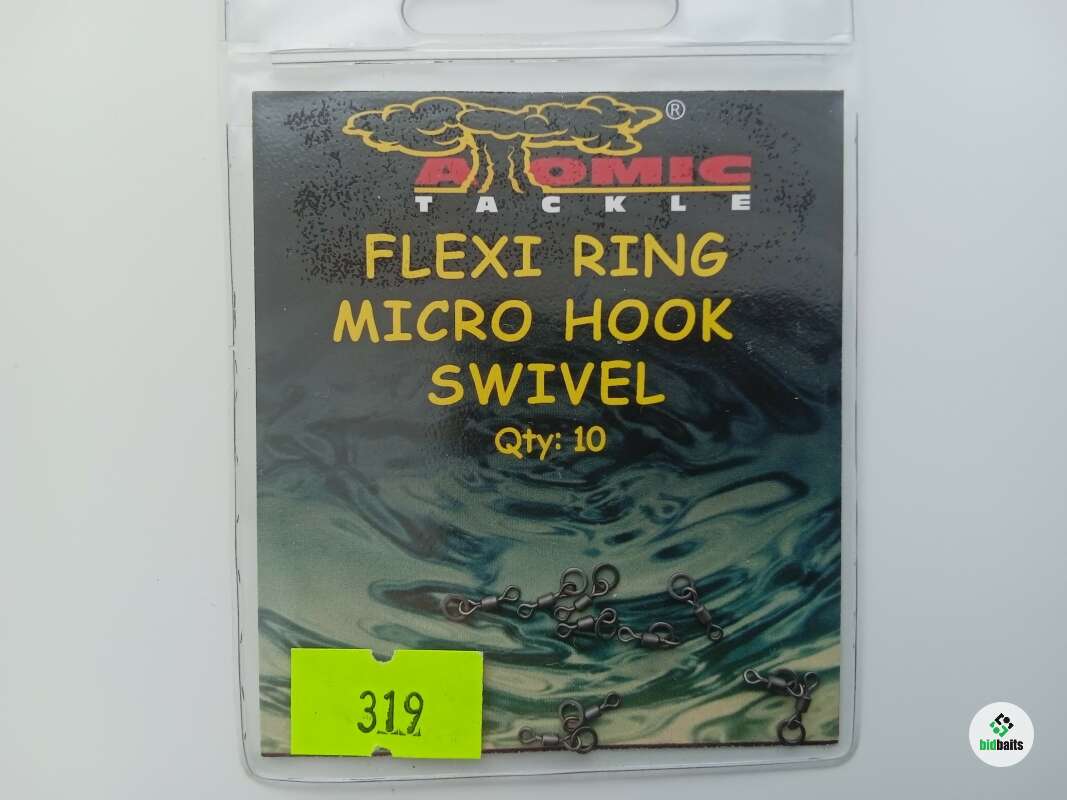 ®
ATOMIC
TACKLE
FLEXI RING
MICRO HOOK
SWIVEL
Qty: 10
319
bidbaits